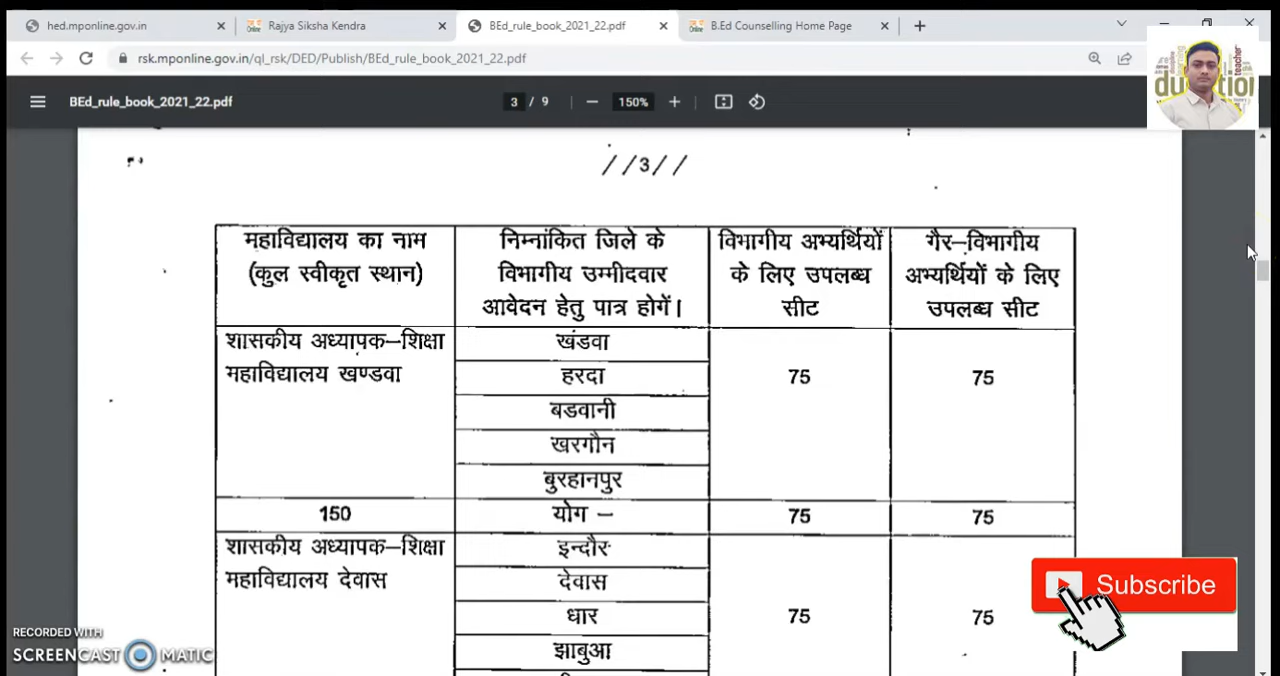 hed.mponline.gov.in
Rajya Siksha Kendra
BEd_rule_book_2021_22.pdf
B.Ed Counselling Home Page
rsk.mponline.gov.in/ql_rsk/DED/Publish/BEd_rule_book_2021_22.pdf
BEd_rule_book_2021_22.pdf
3 / 9
150%
teacher
//3//
महाविद्यालय का नाम
(कुल स्वीकृत स्थान)
निम्नांकित जिले के
विभागीय उम्मीदवार
आवेदन हेतु पात्र होगें।
विभागीय अभ्यर्थियों
के लिए उपलब्ध
सीट
गैर–विभागीय
अभ्यर्थियों के लिए
उपलब्ध सीट
शासकीय अध्यापक–शिक्षा
महाविद्यालय खण्डवा
खंडवा
हरदा
बडवानी
खरगौन
बुरहानपुर
75
75
150
योग –
75
75
शासकीय अध्यापक–शिक्षा
महाविद्यालय देवास
इन्दौर
देवास
धार
झाबुआ
75
75
Subscribe
RECORDED WITH
SCREENCAST MATIC